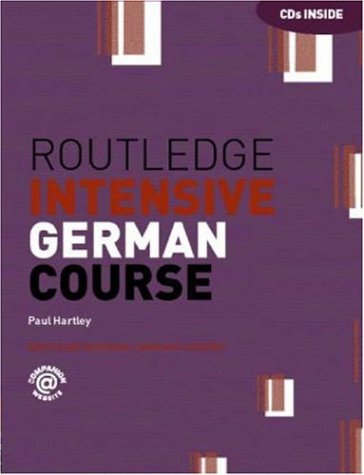 CDs INSIDE
ROUTLEDGE
INTENSIVE
GERMAN
COURSE
Paul Hartley
COMPANION
@
WEBSITE